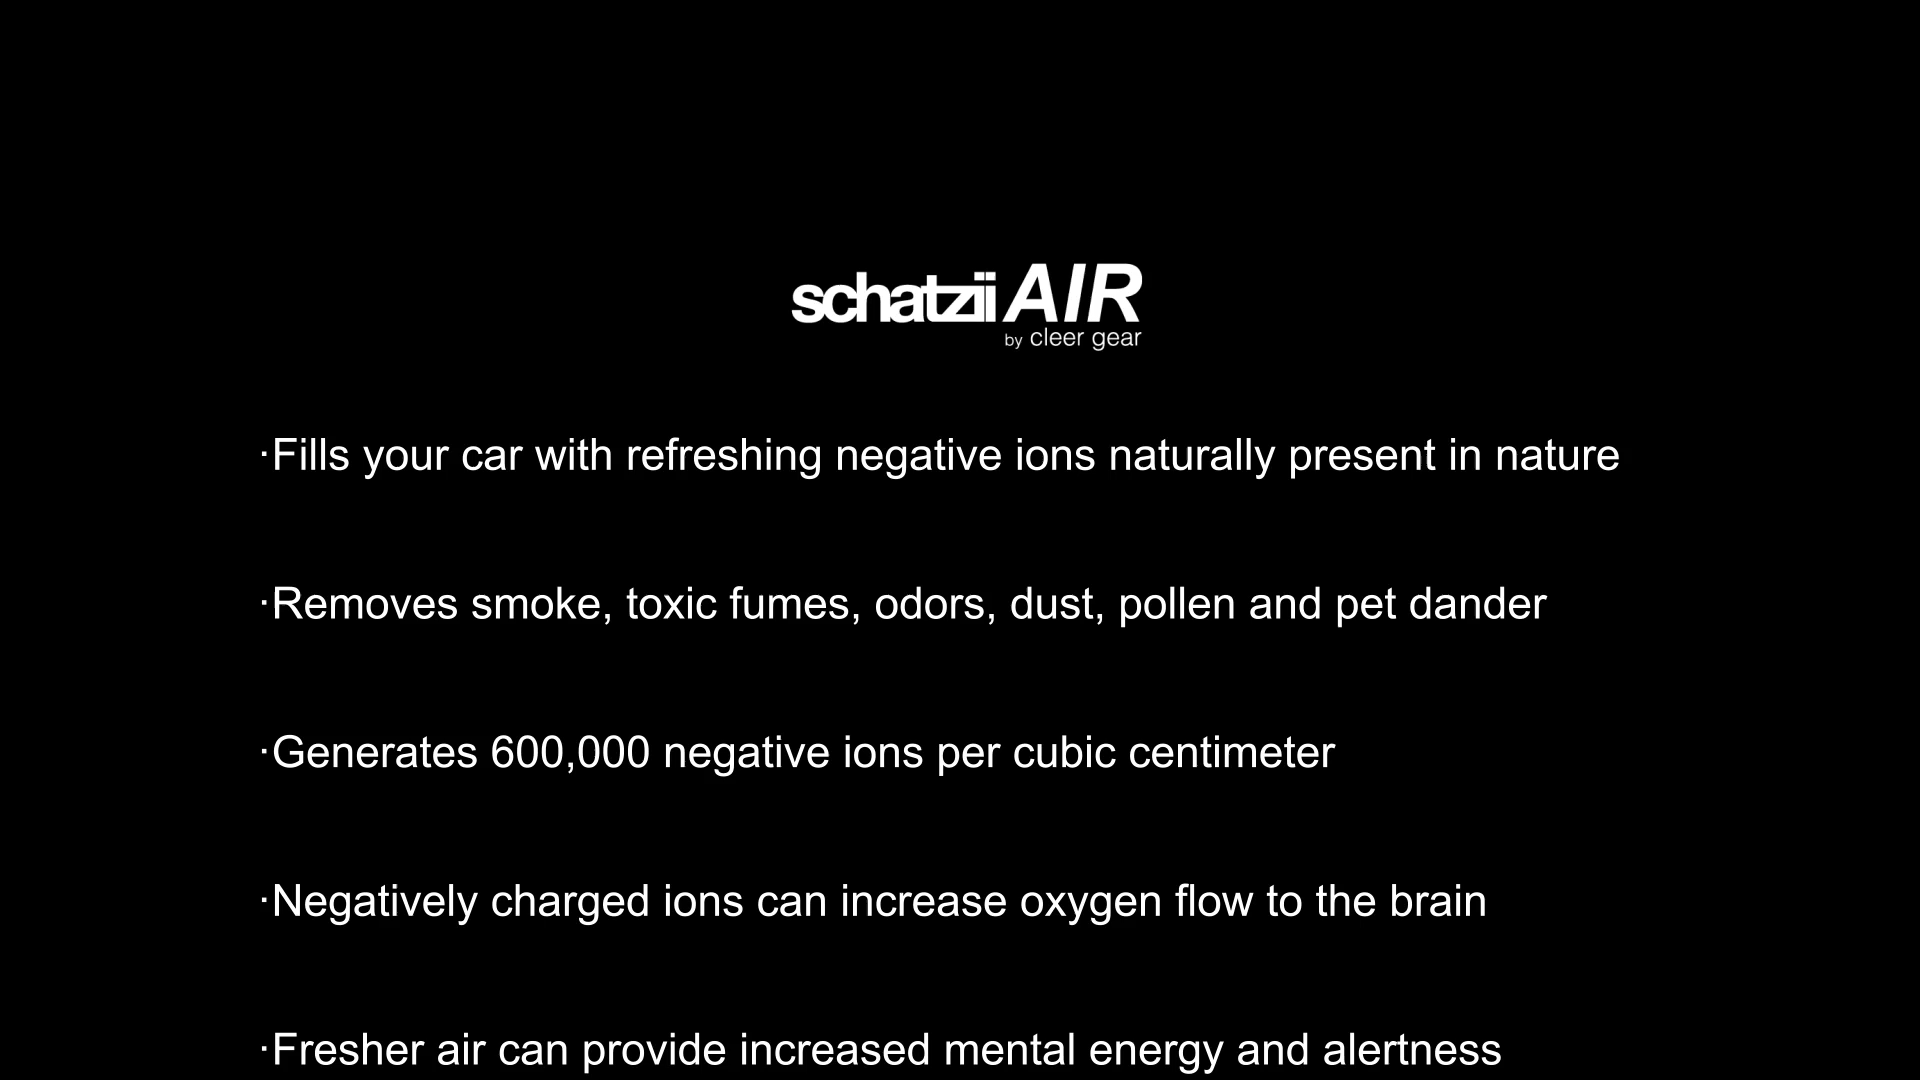 schatzii AIR
by cleer gear
·Fills your car with refreshing negative ions naturally present in nature
·Removes smoke, toxic fumes, odors, dust, pollen and pet dander
·Generates 600,000 negative ions per cubic centimeter
·Negatively charged ions can increase oxygen flow to the brain
·Fresher air can provide increased mental energy and alertness